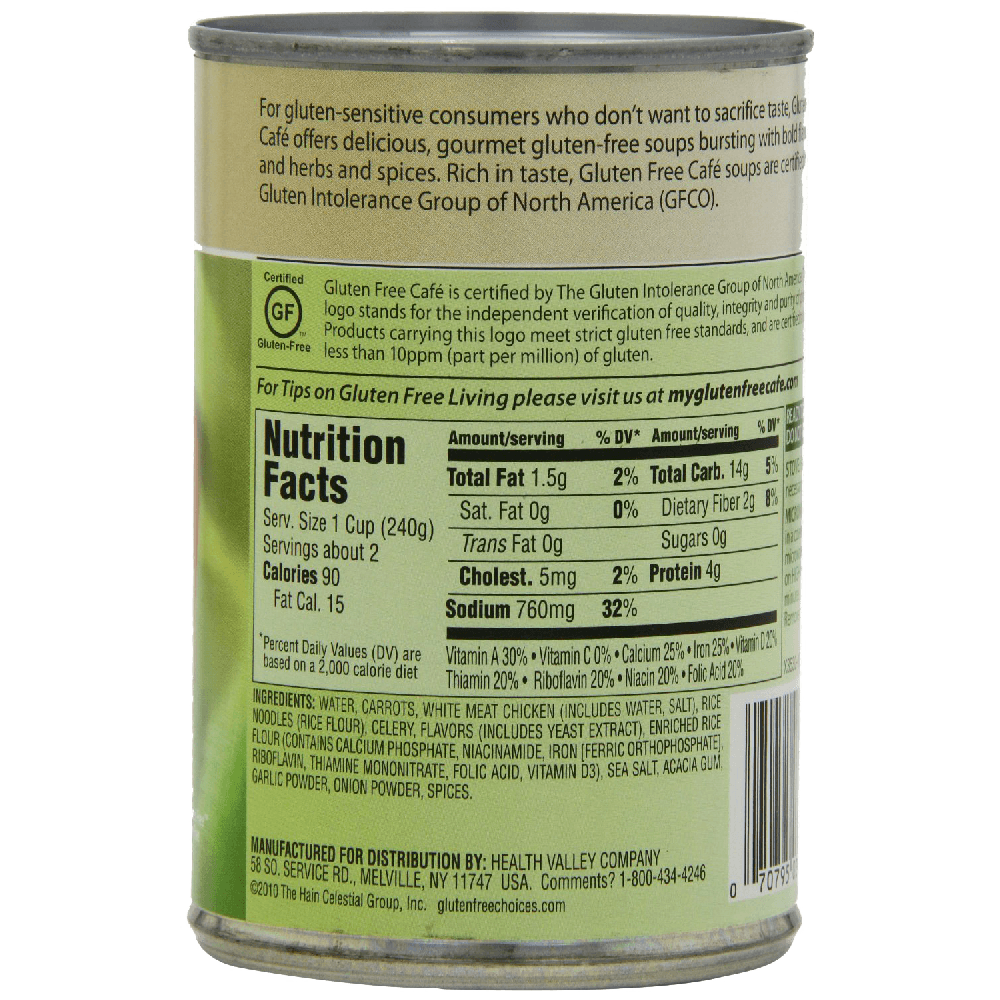 For gluten-sensitive consumers who don't want to sacrifice taste,
Café offers delicious, gourmet gluten-free soups bursting with bold
and herbs and spices. Rich in taste, Gluten Free Café soups are
Gluten Intolerance Group of North America (GFCO).
Certified
GF
TM
Gluten-Free
Gluten Free Café is certified by The Gluten Intolerance Group of North
logo stands for the independent verification of quality, integrity and purity
Products carrying this logo meet strict gluten free standards, and are
less than 10ppm (part per million) of gluten.
For Tips on Gluten Free Living please visit us at myglutenfreecafe.com
Nutrition
Facts
Serv. Size 1 Cup (240g)
Servings about 2
Calories 90
Fat Cal. 15
*Percent Daily Values (DV) are
based on a 2,000 calorie diet
Amount/serving % DV* Amount/serving % DV*
Total Fat 1.5g 2% Total Carb. 14g 5%
Sat. Fat 0g 0% Dietary Fiber 2g 8%
Trans Fat 0g Sugars 0g
Cholest. 5mg 2% Protein 4g
Sodium 760mg 32%
Vitamin A 30% • Vitamin C 0% • Calcium 25% • Iron 25% • Vitamin D 20%
Thiamin 20% • Riboflavin 20% • Niacin 20% • Folic Acid 20%
INGREDIENTS: WATER, CARROTS, WHITE MEAT CHICKEN (INCLUDES WATER, SALT), RICE
NOODLES (RICE FLOUR), CELERY, FLAVORS (INCLUDES YEAST EXTRACT), ENRICHED RICE
FLOUR (CONTAINS CALCIUM PHOSPHATE, NIACINAMIDE, IRON [FERRIC ORTHOPHOSPHATE],
RIBOFLAVIN, THIAMINE MONONITRATE, FOLIC ACID, VITAMIN D3), SEA SALT, ACACIA GUM,
GARLIC POWDER, ONION POWDER, SPICES.
MANUFACTURED FOR DISTRIBUTION BY: HEALTH VALLEY COMPANY
58 SO. SERVICE RD., MELVILLE, NY 11747 USA. Comments? 1-800-434-4246
©2010 The Hain Celestial Group, Inc. glutenfreechoices.com
0 70795